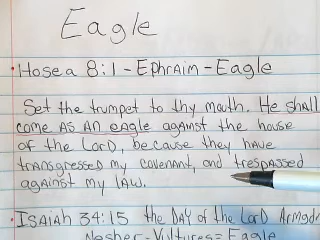 Eagle
• Hosea 8:1 - Ephraim - Eagle
Set the trumpet to thy mouth. He shall
come as an eagle against the house
of the Lord, because they have
transgressed my covenant, and trespassed
against my law.
• Isaiah 34:15 the Day of the Lord Armagd
Nesher - Vultures = Eagle